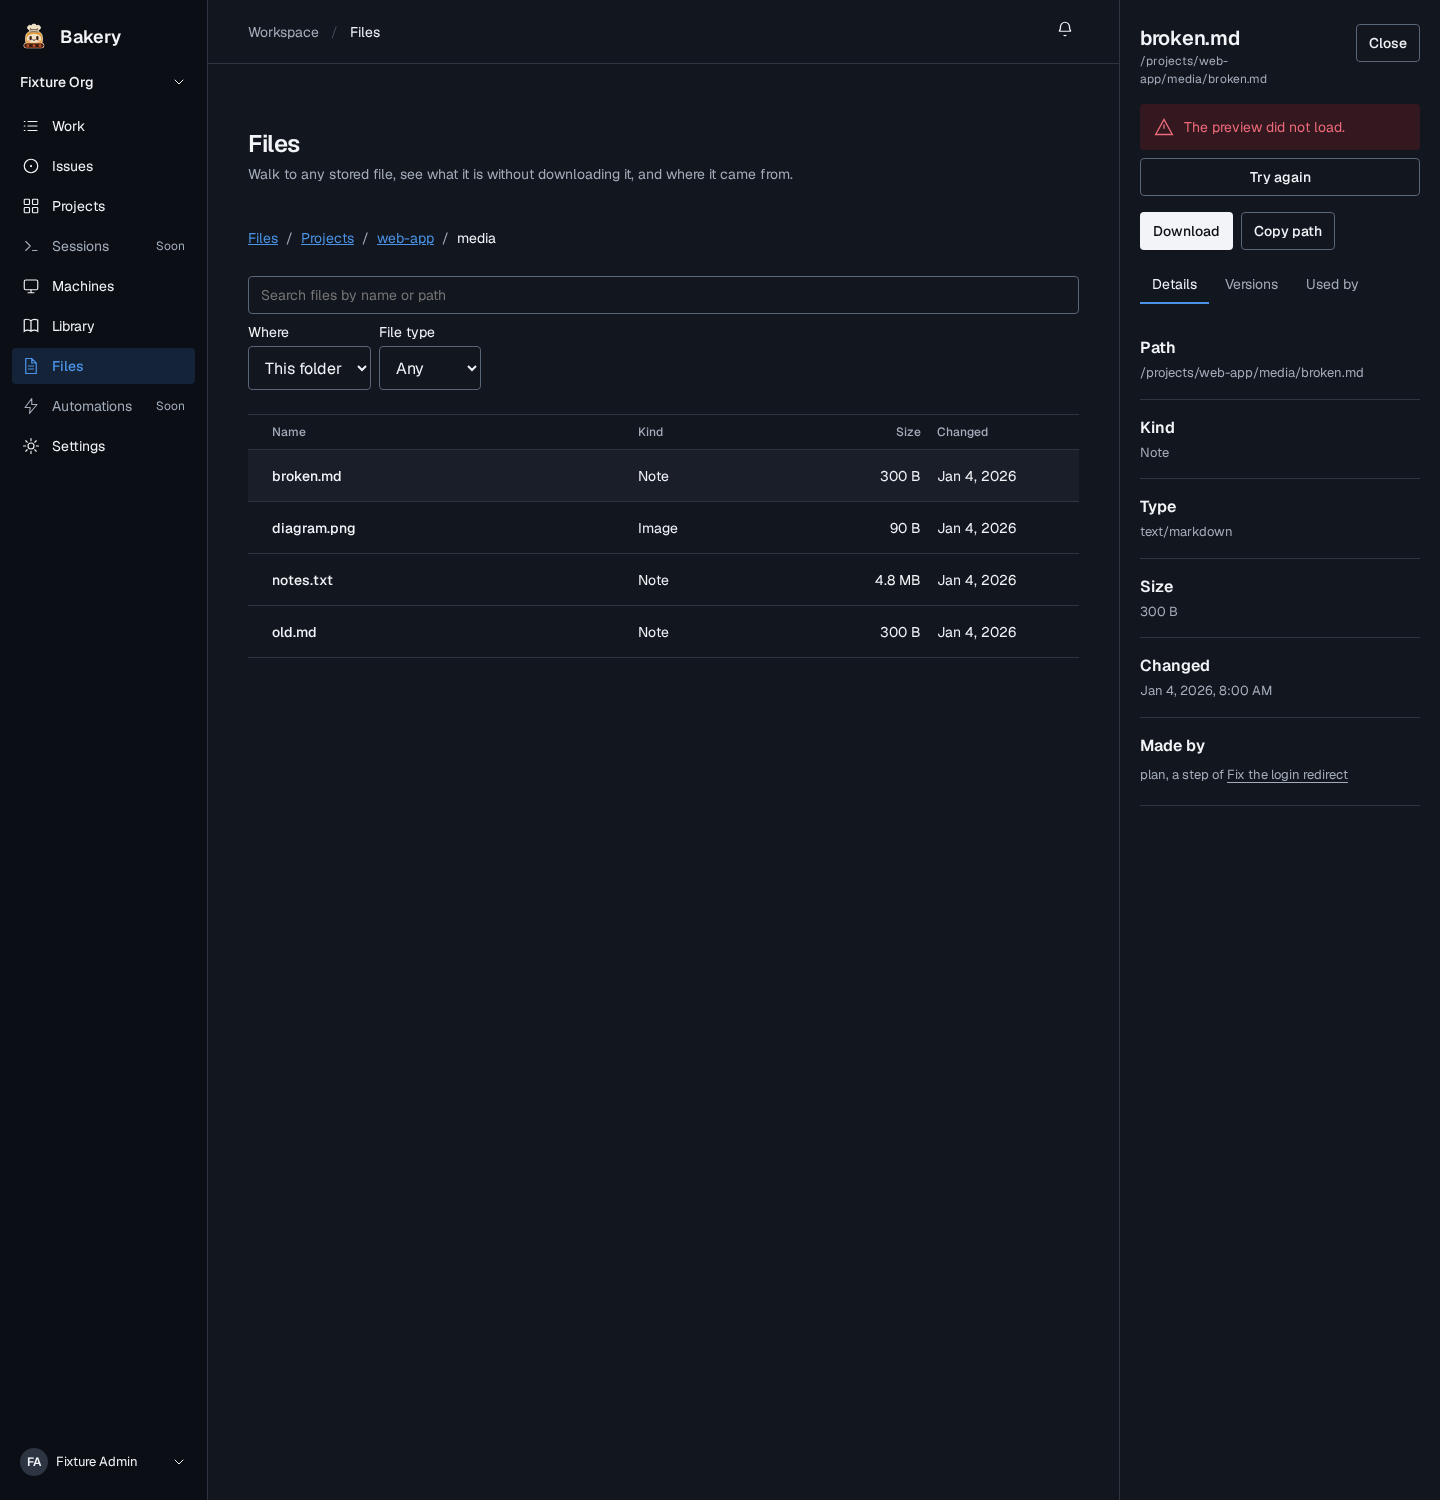 Bakery
Fixture Org
Work
Issues
Projects
Sessions Soon
Machines
Library
Files
Automations Soon
Settings
FA Fixture Admin
Workspace / Files
Files
Walk to any stored file, see what it is without downloading it, and where it came from.
Files / Projects / web-app / media
Search files by name or path
Where File type
This folder Any
Name Kind Size Changed
broken.md Note 300 B Jan 4, 2026
diagram.png Image 90 B Jan 4, 2026
notes.txt Note 4.8 MB Jan 4, 2026
old.md Note 300 B Jan 4, 2026
broken.md
Close
/projects/web-
app/media/broken.md
The preview did not load.
Try again
Download Copy path
Details Versions Used by
Path
/projects/web-app/media/broken.md
Kind
Note
Type
text/markdown
Size
300 B
Changed
Jan 4, 2026, 8:00 AM
Made by
plan, a step of Fix the login redirect